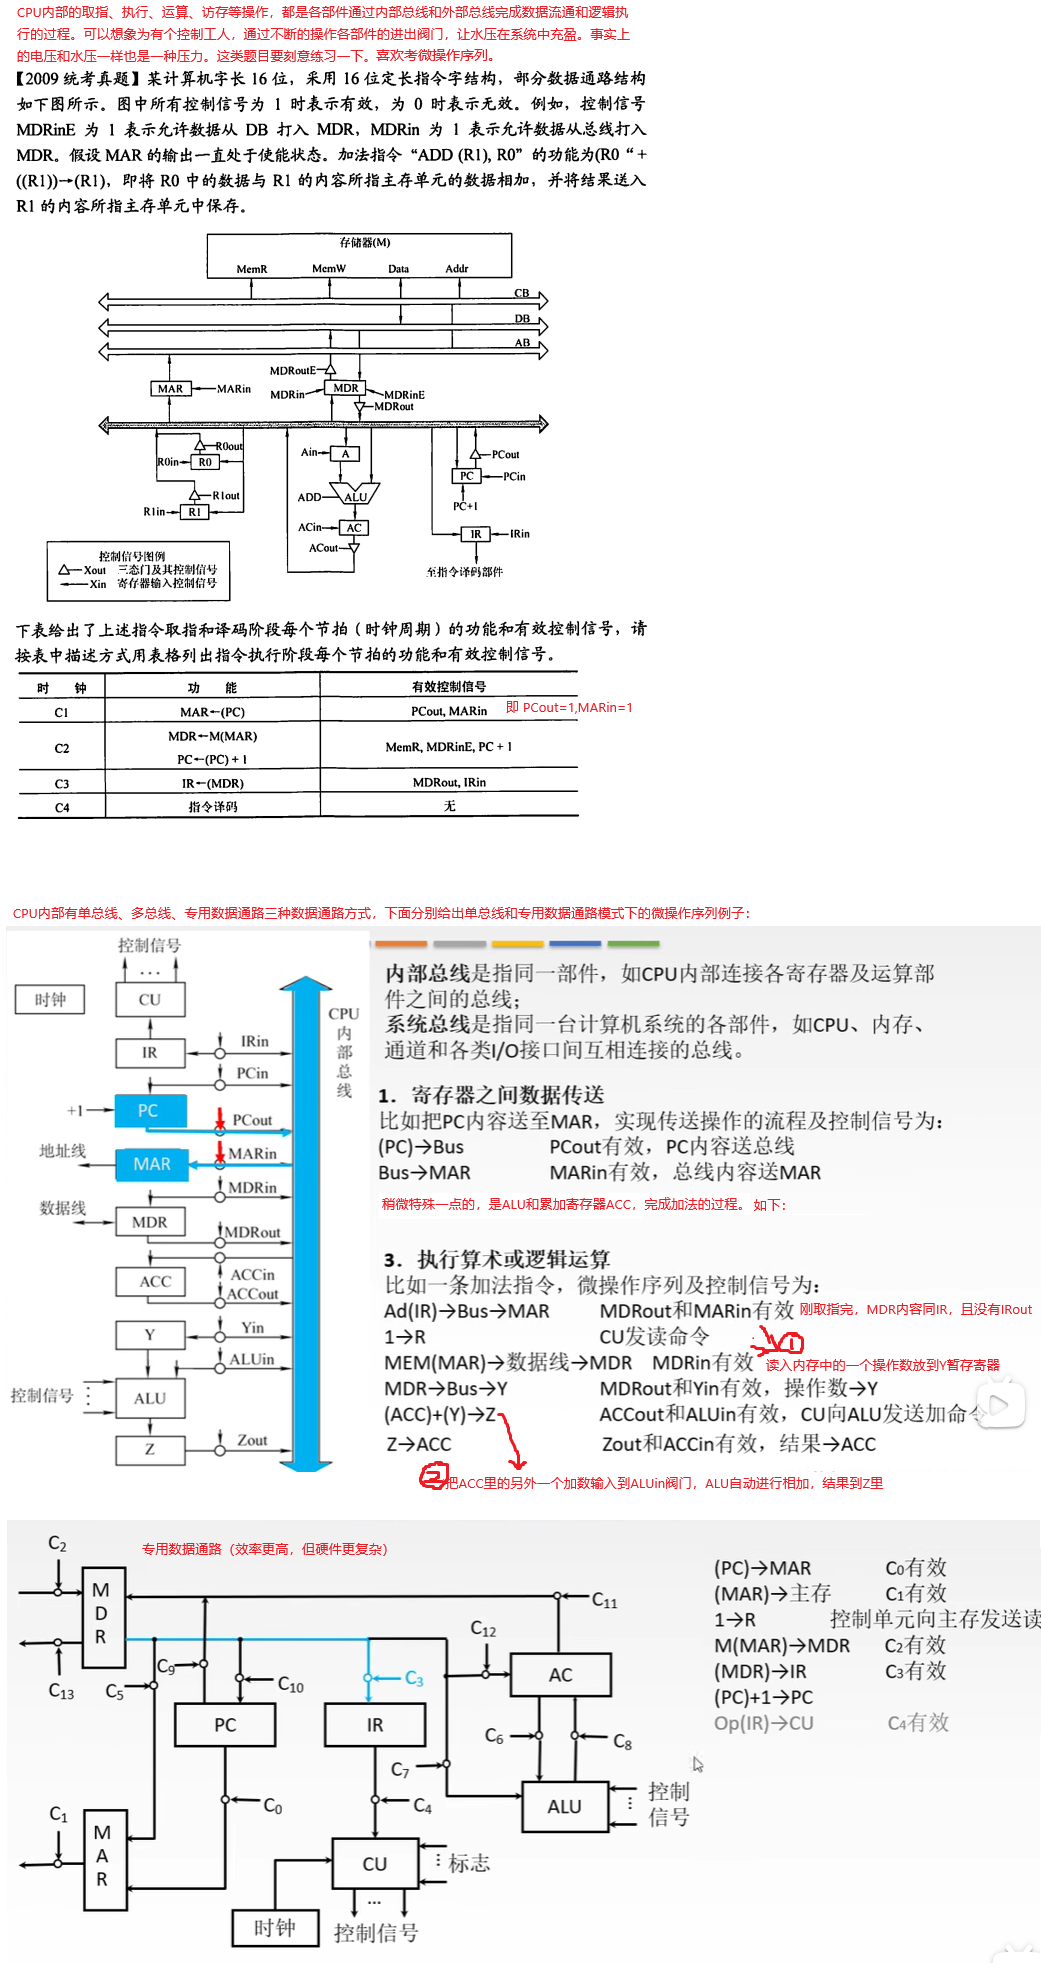 CPU内部的取指、执行、运算、访存等操作，都是各部件通过内部总线和外部总线完成数据流通和逻辑执
行的过程。可以想象为有个控制工人，通过不断的操作各部件的进出阀门，让水压在系统中充盈。事实上
的电压和水压一样也是一种压力。这类题目要刻意练习一下。喜欢考微操作序列。
【2009 统考真题】某计算机字长 16 位，采用 16 位定长指令字结构，部分数据通路结构
如下图所示。图中所有控制信号为 1 时表示有效，为 0 时表示无效。例如，控制信号
MDRinE 为 1 表示允许数据从 DB 打入 MDR，MDRin 为 1 表示允许数据从总线打入
MDR。假设 MAR 的输出一直处于使能状态。加法指令 “ADD (R1), R0” 的功能为(R0 “ +
((R1))→(R1)，即将 R0 中的数据与 R1 的内容所指主存单元的数据相加，并将结果送入
R1 的内容所指主存单元中保存。
存储器(M)
MemR MemW Data Addr
CB
DB
AB
MDRoutE
MAR MARin MDRin MDR MDRinE
MDRout
R0out Ain A PCout
R0in R0 PC PCin
R1out ADD ALU PC+1
R1in R1 ACin AC IR IRin
ACout
至指令译码部件
控制信号图例
Xout 三态门及其控制信号
Xin 寄存器输入控制信号
下表给出了上述指令取指和译码阶段每个节拍（时钟周期）的功能和有效控制信号，请
按表中描述方式用表格列出指令执行阶段每个节拍的功能和有效控制信号。
时 钟 功 能 有效控制信号
C1 MAR←(PC) PCout, MARin 即 PCout=1,MARin=1
MDR←M(MAR)
C2 MemR, MDRinE, PC + 1
PC←(PC) + 1
C3 IR←(MDR) MDRout, IRin
C4 指令译码 无
CPU内部有单总线、多总线、专用数据通路三种数据通路方式，下面分别给出单总线和专用数据通路模式下的微操作序列例子：
控制信号
…
时钟 CU
CPU
内
部
总
线
IR IRin
PCin
+1 PC PCout
地址线 MAR MARin
MDRin
数据线 MDR
MDRout
ACC ACCin
ACCout
Y Yin
ALUin
控制信号 ALU
Z Zout
内部总线是指同一部件，如CPU内部连接各寄存器及运算部
件之间的总线；
系统总线是指同一台计算机系统的各部件，如CPU、内存、
通道和各类I/O接口间互相连接的总线。
1．寄存器之间数据传送
比如把PC内容送至MAR，实现传送操作的流程及控制信号为：
(PC)→Bus PCout有效，PC内容送总线
Bus→MAR MARin有效，总线内容送MAR
稍微特殊一点的，是ALU和累加寄存器ACC，完成加法的过程。如下：
3．执行算术或逻辑运算
比如一条加法指令，微操作序列及控制信号为：
Ad(IR)→Bus→MAR MDRout和MARin有效 刚取指完，MDR内容同IR，且没有IRout
1→R CU发读命令 1
MEM(MAR)→数据线→MDR MDRin有效 读入内存中的一个操作数放到Y暂存寄器
MDR→Bus→Y MDRout和Yin有效，操作数→Y
(ACC)+(Y)→Z ACCout和ALUin有效，CU向ALU发送加命令
Z→ACC Zout和ACCin有效，结果→ACC
2 把ACC里的另外一个加数输入到ALUin阀门，ALU自动进行相加，结果到Z里
专用数据通路（效率更高，但硬件更复杂）
C2
M
D
R
C11
C12
C9 C3 AC
C13 C5 C10
PC IR C6 C8
C7
C0 C4 ALU 控制
信号
C1
M
A
R
CU 标志
…
时钟 控制信号
(PC)→MAR C0有效
(MAR)→主存 C1有效
1→R 控制单元向主存发送读
M(MAR)→MDR C2有效
(MDR)→IR C3有效
(PC)+1→PC
Op(IR)→CU C4有效